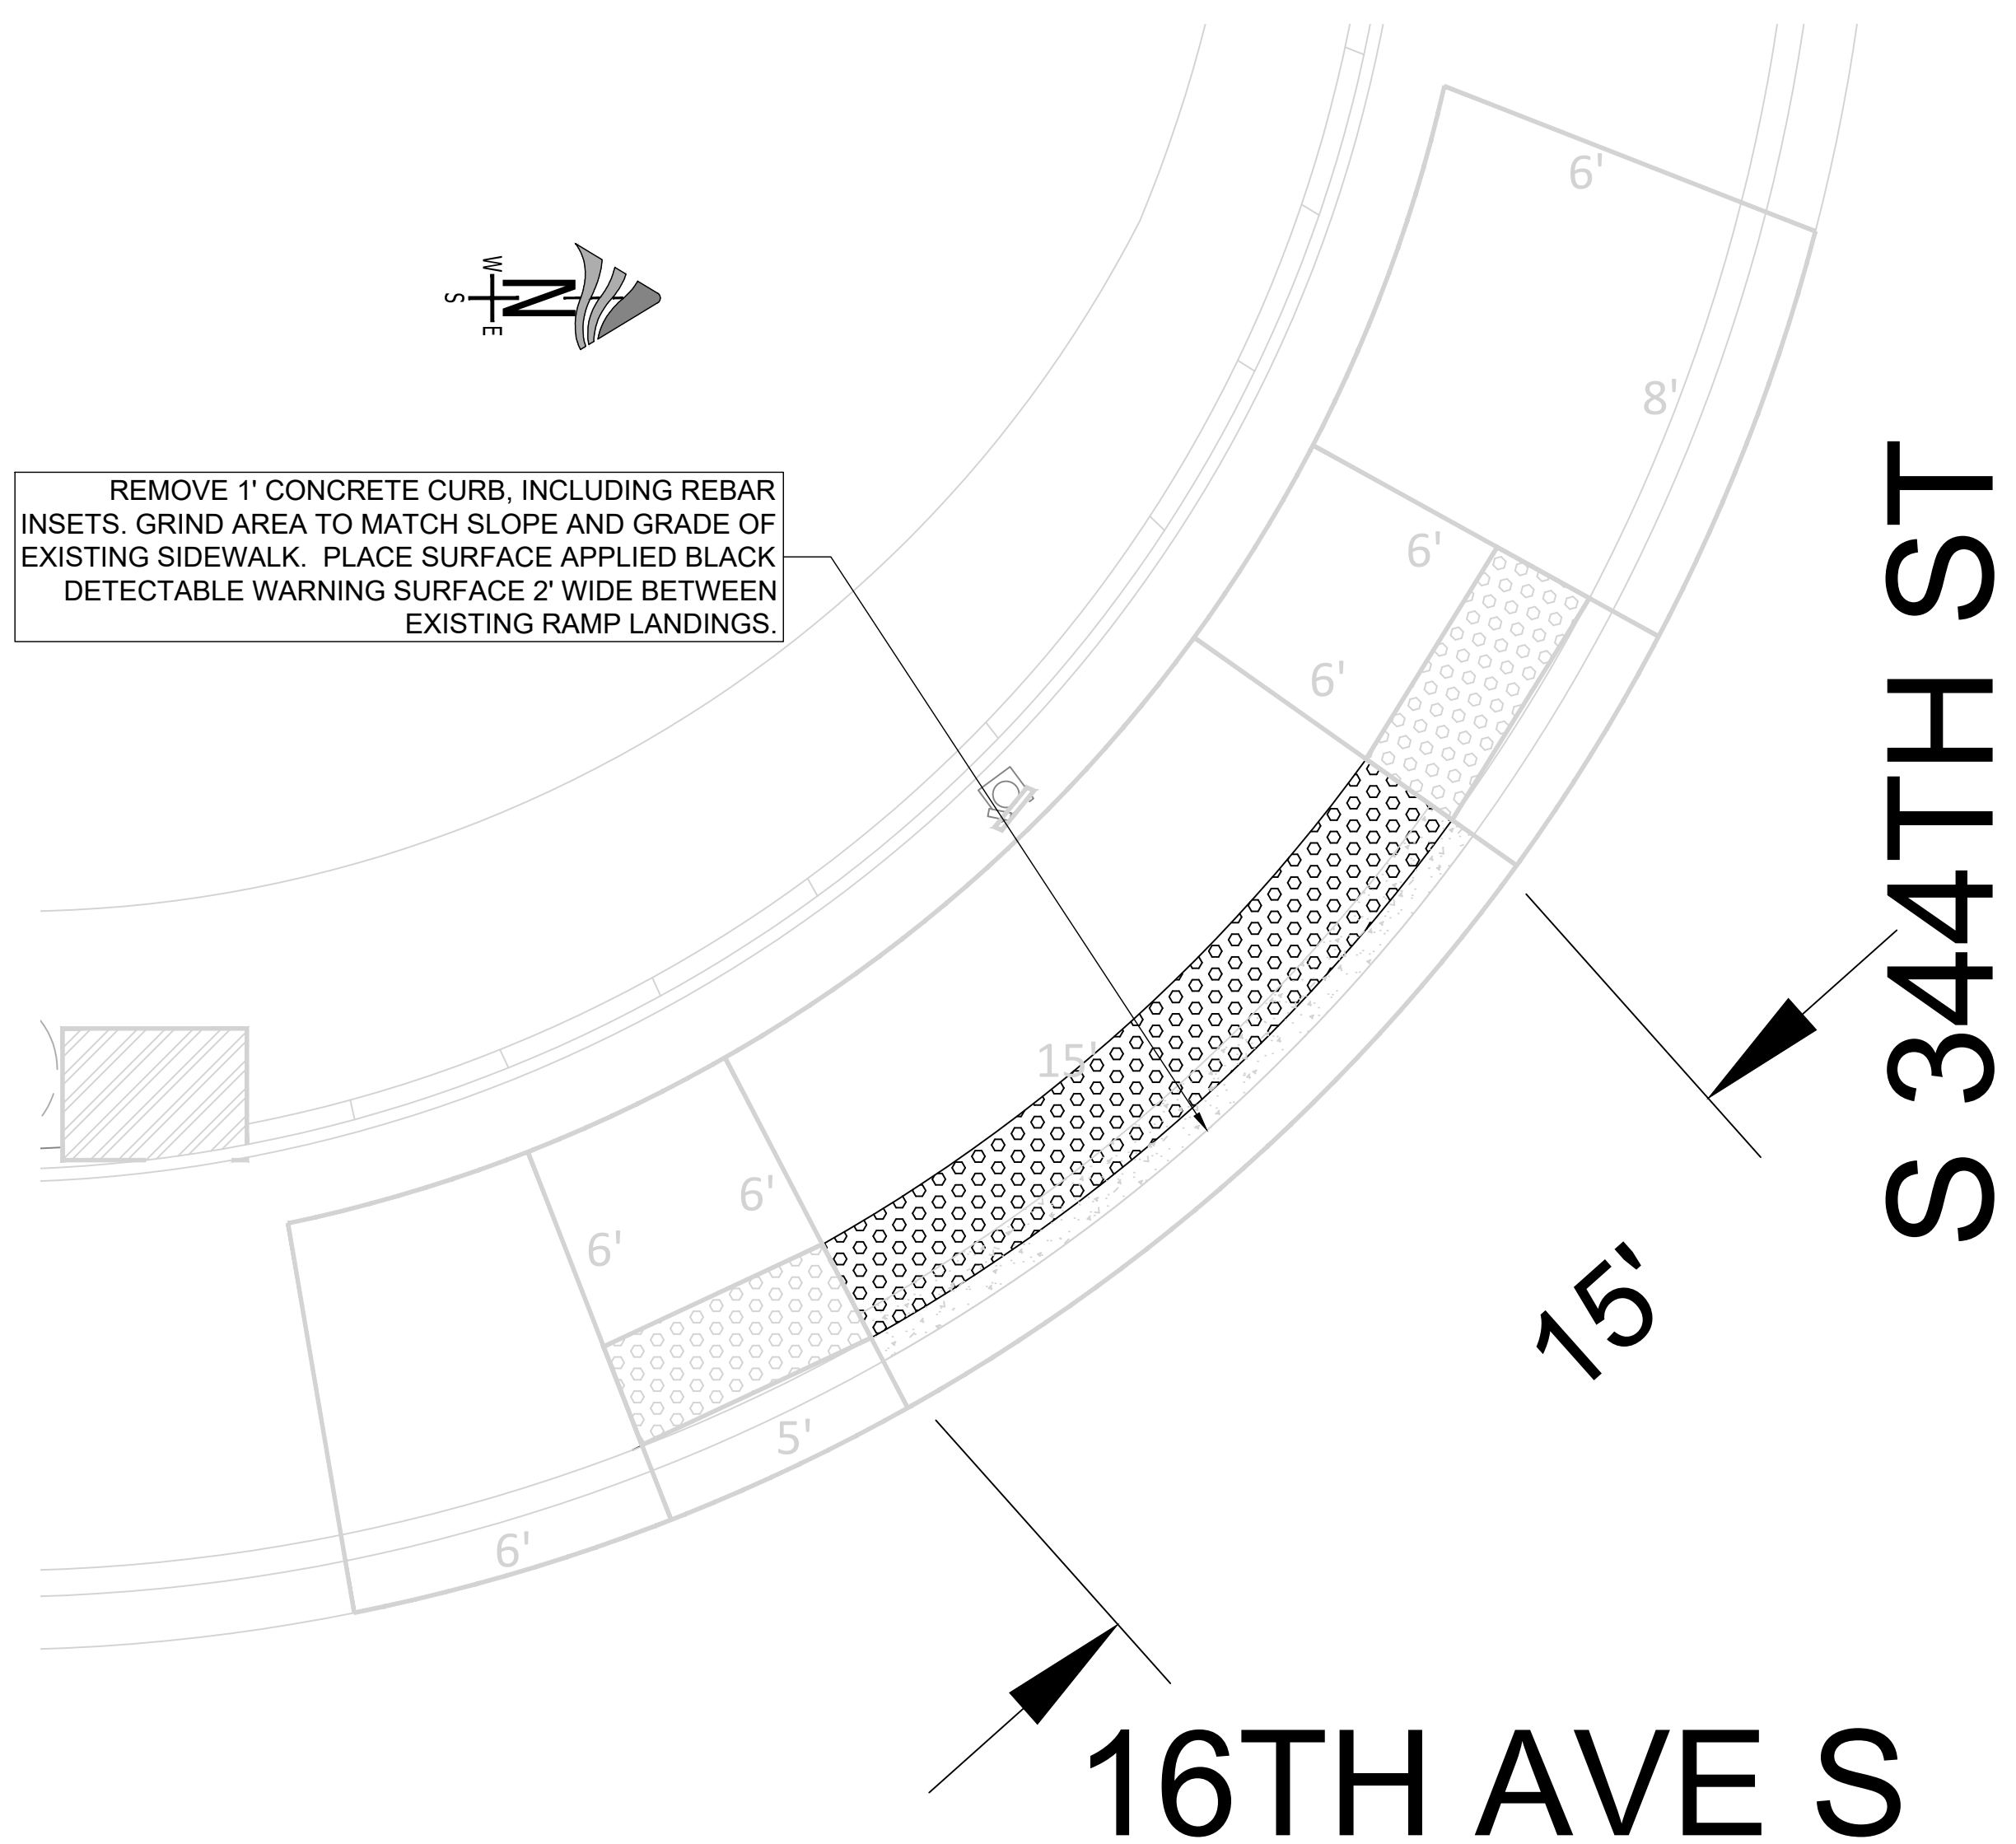 6'
8'
W
S
N
E
REMOVE 1' CONCRETE CURB, INCLUDING REBAR
INSETS. GRIND AREA TO MATCH SLOPE AND GRADE OF
EXISTING SIDEWALK. PLACE SURFACE APPLIED BLACK
DETECTABLE WARNING SURFACE 2' WIDE BETWEEN
EXISTING RAMP LANDINGS.
6'
6'
S 344TH ST
15'
6'
6'
15'
5'
6'
16TH AVE S